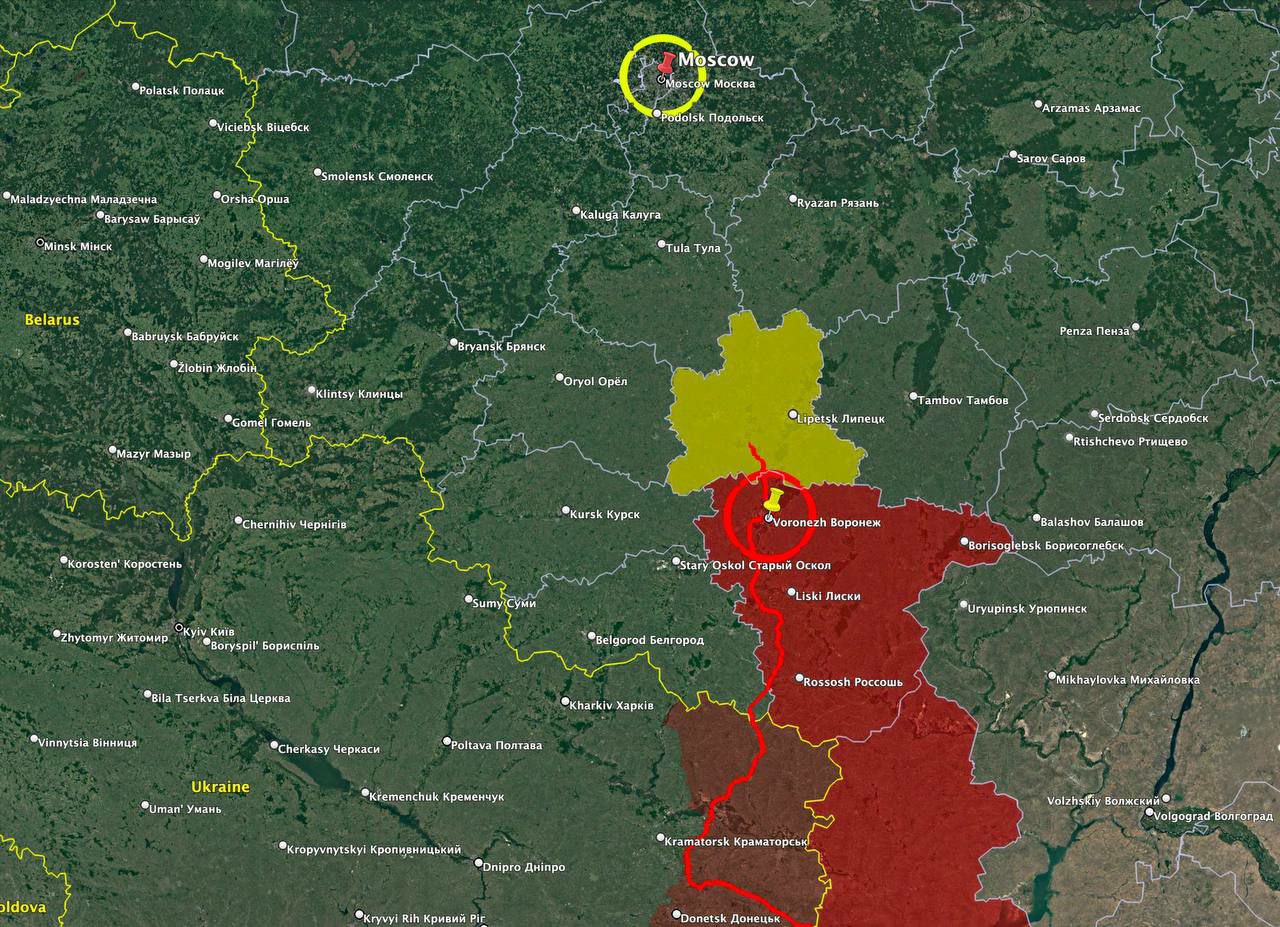 Moscow
Moscow Москва
Polatsk Полацк
Podolsk Подольск
Arzamas Арзамас
Viciebsk Віцебск
Sarov Саров
Smolensk Смоленск
Maladzyechna Маладзечна
Orsha Орша
Ryazan Рязань
Barysaw Барысаў
Kaluga Калуга
Minsk Мінск
Tula Тула
Mogilev Магілёў
Belarus
Babruysk Бабруйск
Penza Пенза
Bryansk Брянск
Žlobin Жлобін
Oryol Орёл
Klintsy Клинцы
Tambov Тамбов
Gomel Гомель
Lipetsk Липецк
Serdobsk Сердобск
Rtishchevo Ртищево
Mazyr Мазыр
Kursk Курск
Chernihiv Чернігів
Voronezh Воронеж
Balashov Балашов
Borisoglebsk Борисоглебск
Korosten' Коростень
Stary Oskol Старый Оскол
Liski Лиски
Sumy Суми
Uryupinsk Урюпинск
Kyiv Київ
Zhytomyr Житомир
Boryspil' Бориспіль
Belgorod Белгород
Mikhaylovka Михайловка
Rossosh Россошь
Bila Tserkva Біла Церква
Kharkiv Харків
Vinnytsia Вінниця
Cherkasy Черкаси
Poltava Полтава
Ukraine
Kremenchuk Кременчук
Volzhskiy Волжский
Uman' Умань
Volgograd Волгоград
Kramatorsk Краматорськ
Kropyvnytskyi Кропивницький
Dnipro Дніпро
oldova
Kryvyi Rih Кривий Ріг
Donetsk Донецьк